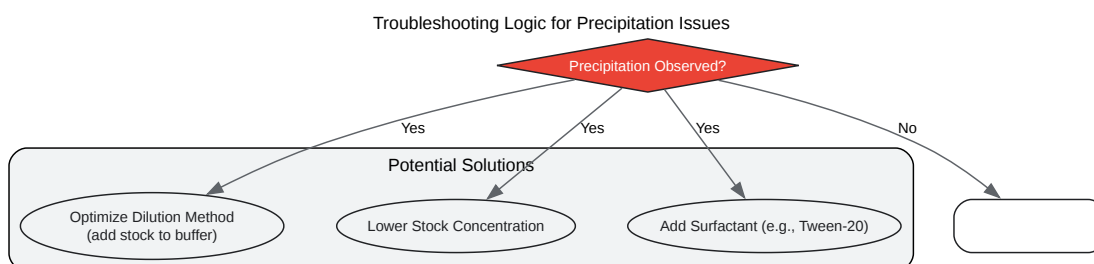 Troubleshooting Logic for Precipitation Issues
Precipitation Observed?
Yes
Yes
Yes
No
Potential Solutions
Optimize Dilution Method
(add stock to buffer)
Lower Stock Concentration
Add Surfactant (e.g., Tween-20)